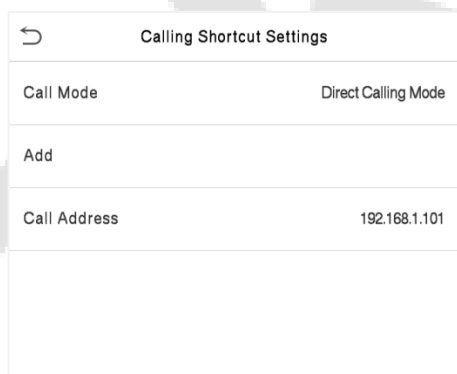 Calling Shortcut Settings
Call Mode Direct Calling Mode
Add
Call Address 192.168.1.101